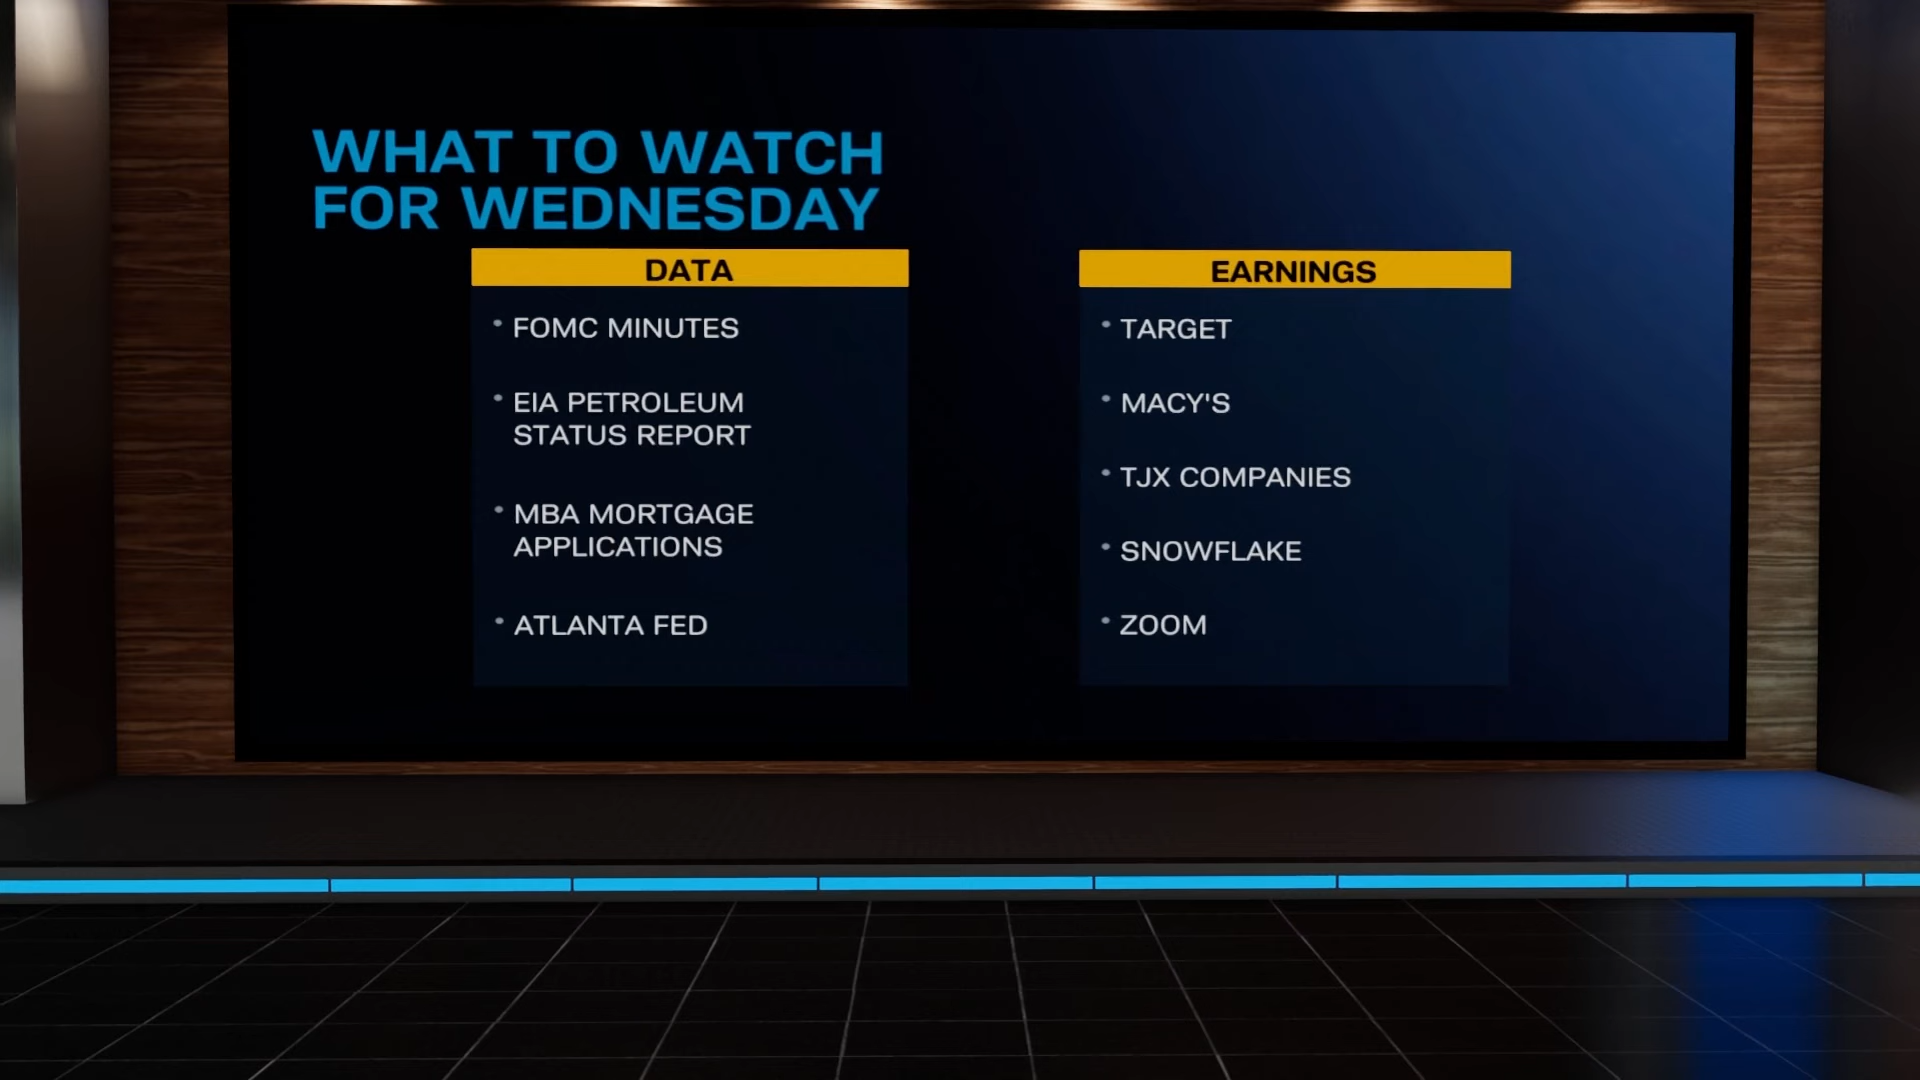 WHAT TO WATCH
FOR WEDNESDAY
DATA
• FOMC MINUTES
• EIA PETROLEUM
STATUS REPORT
• MBA MORTGAGE
APPLICATIONS
• ATLANTA FED
EARNINGS
• TARGET
• MACY'S
• TJX COMPANIES
• SNOWFLAKE
• ZOOM